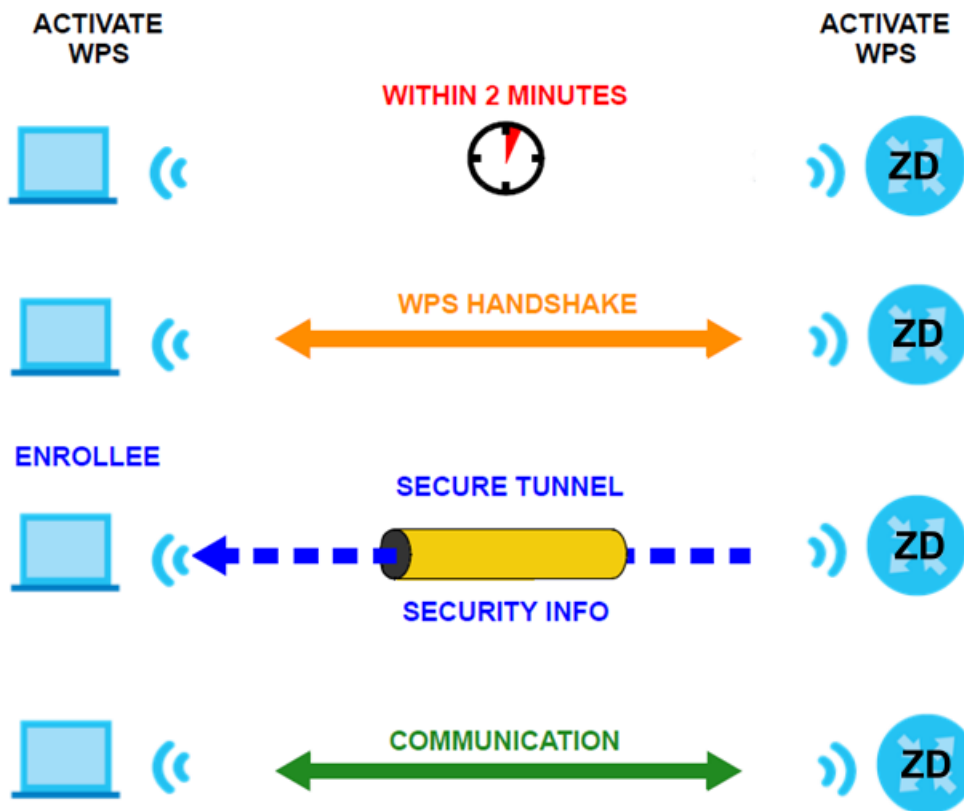 ACTIVATE
WPS
ACTIVATE
WPS
WITHIN 2 MINUTES
ZD
WPS HANDSHAKE
ZD
ENROLLEE
SECURE TUNNEL
ZD
SECURITY INFO
COMMUNICATION
ZD